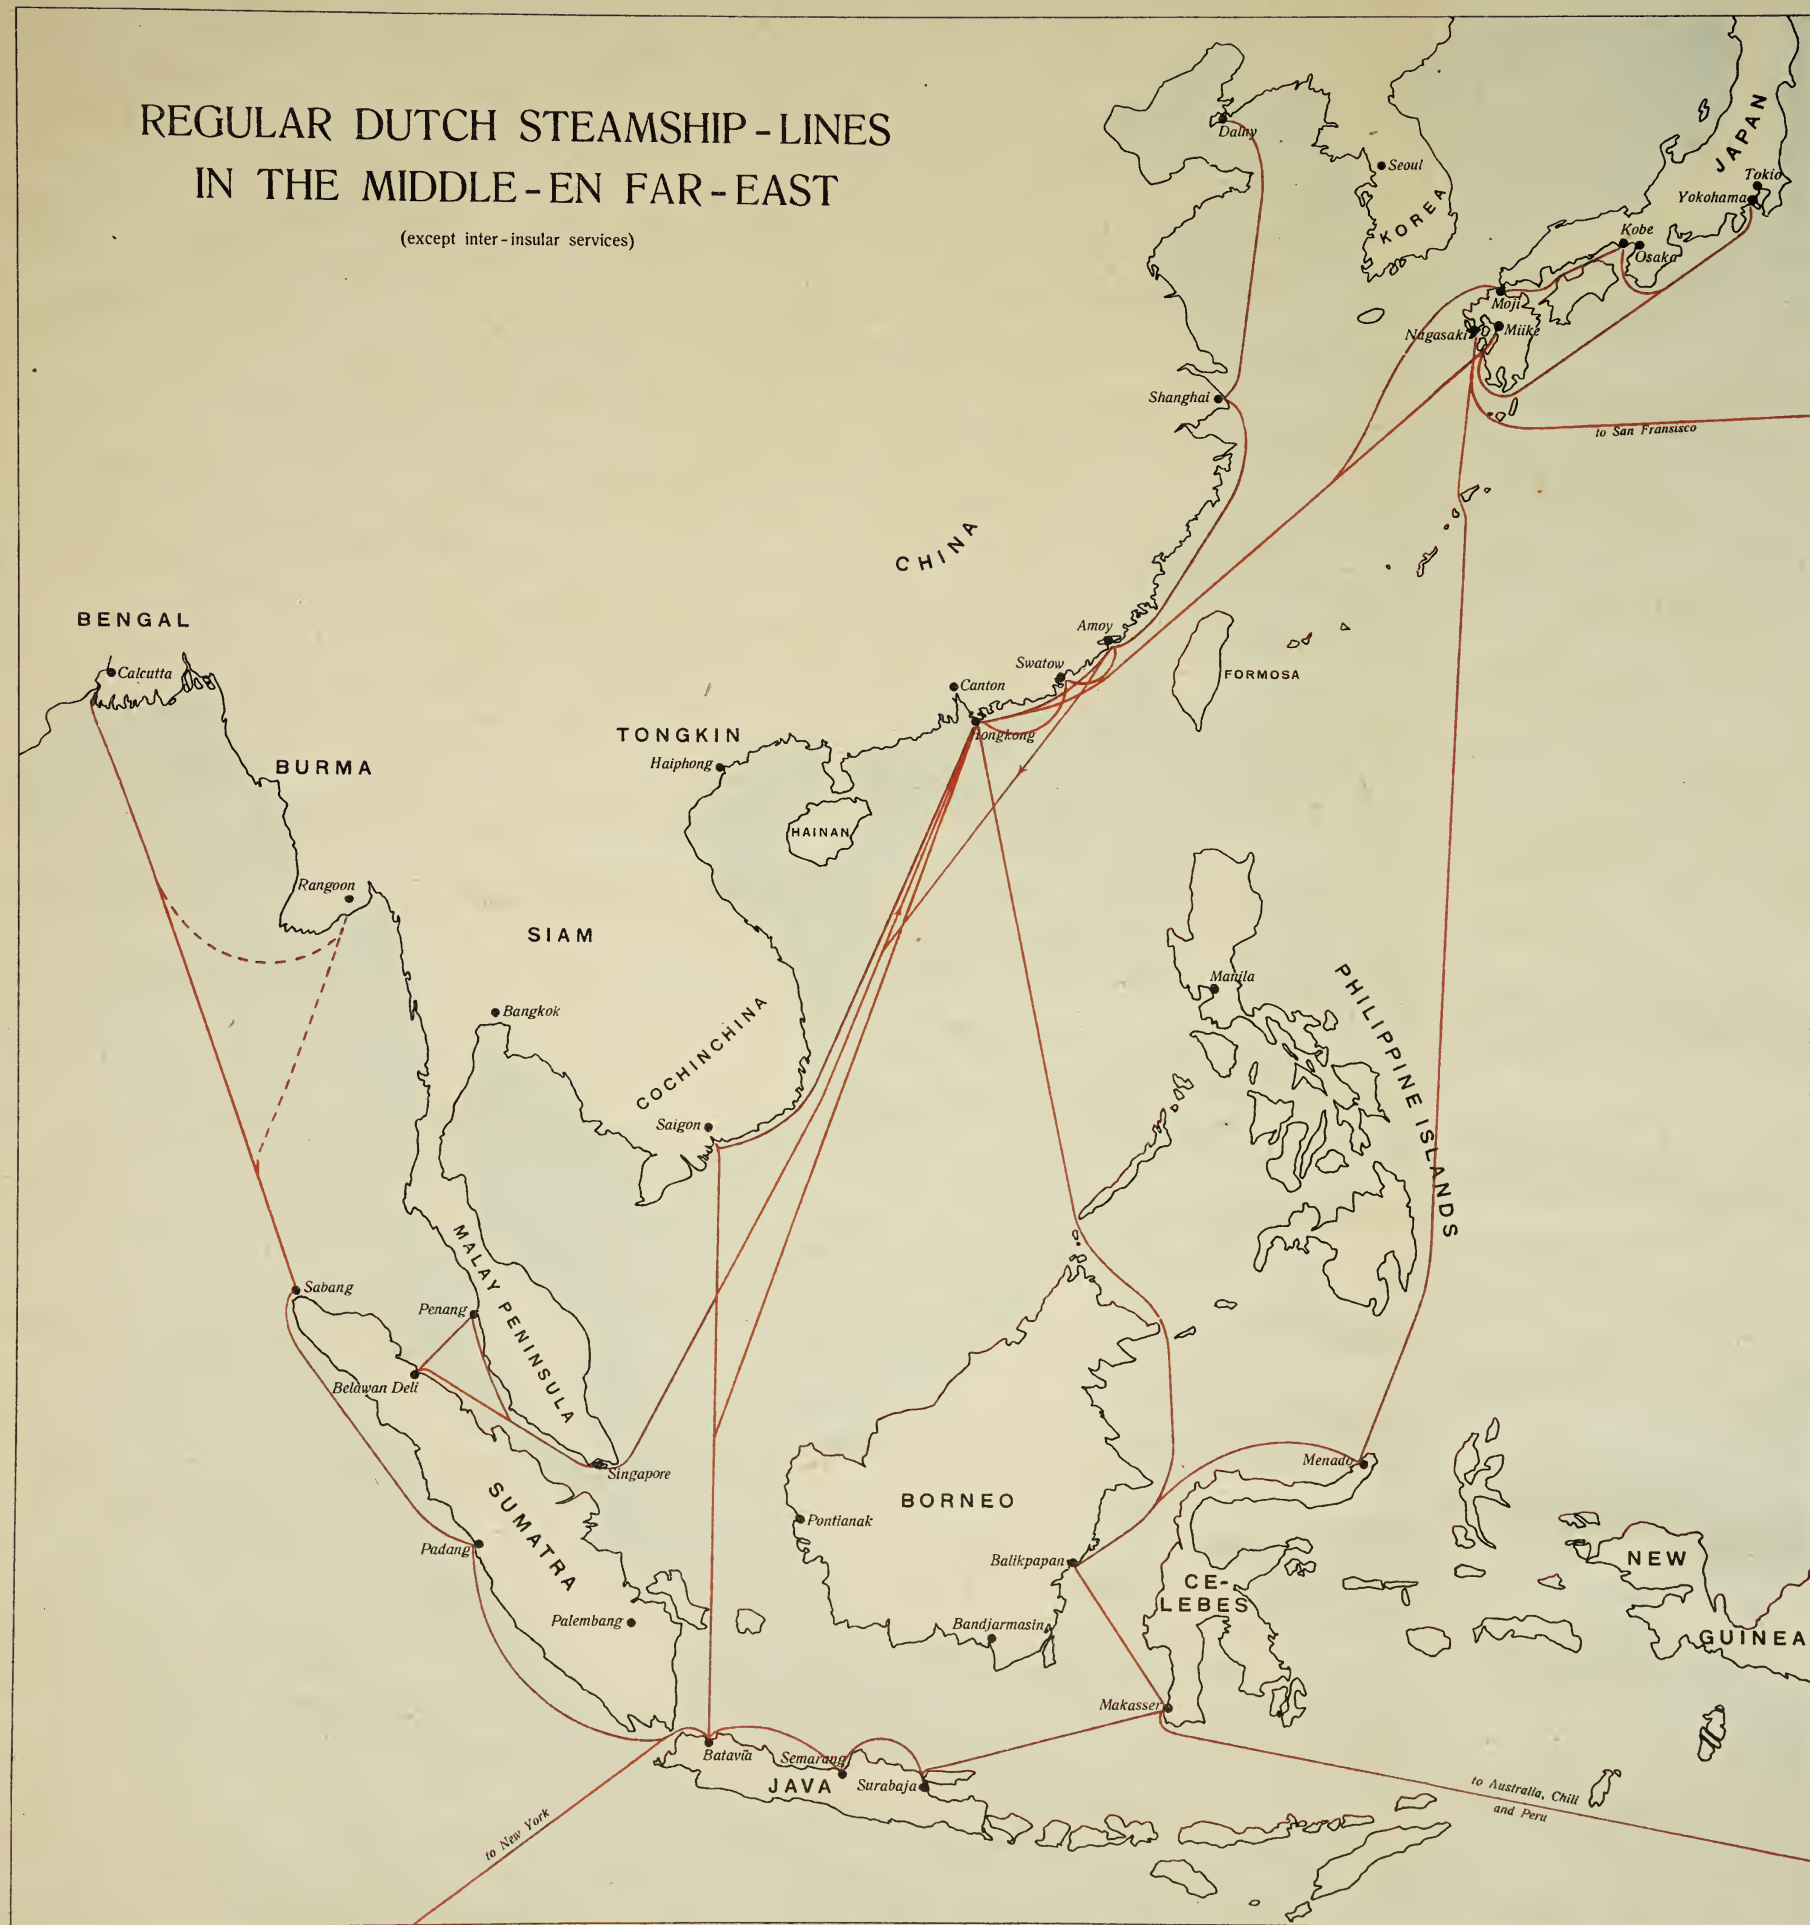 REGULAR DUTCH STEAMSHIP-LINES
IN THE MIDDLE-EN FAR-EAST
(except inter-insular services)
Dalny
Seoul
KOREA
JAPAN
Tokio
Yokohama
Kobe
Osaka
Moji
Nagasaki
Miike
Shanghai
to San Fransisco
CHINA
BENGAL
Calcutta
Amoy
Swatow
FORMOSA
Canton
Hongkong
TONGKIN
Haiphong
BURMA
HAINAN
Rangoon
SIAM
Bangkok
COCHINCHINA
Saigon
Manila
PHILIPPINE ISLANDS
Sabang
Penang
MALAY PENINSULA
Belawan Deli
Singapore
SUMATRA
Padang
Palembang
BORNEO
Pontianak
Menado
Balikpapan
Bandjarmasin
CE-
LEBES
NEW
GUINEA
Makasser
Batavia
Semarang
JAVA
Surabaja
to New York
to Australia, Chili
and Peru